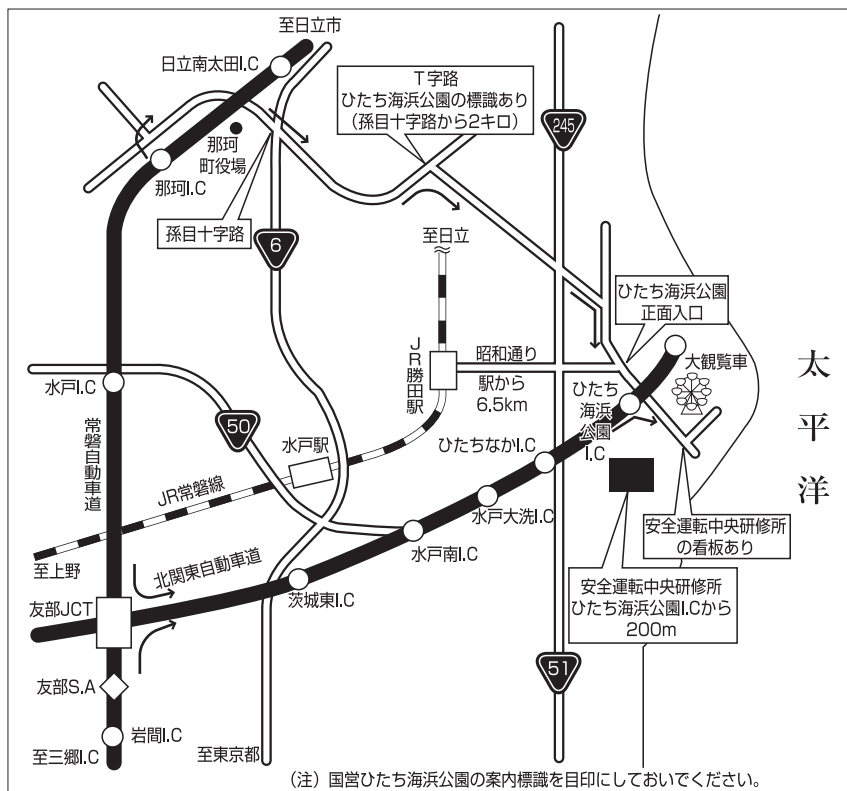 至日立市
日立南太田I.C
T字路
ひたち海浜公園の標識あり
(孫目十字路から2キロ)
245
那珂
町役場
那珂I.C
孫目十字路
6
至日立
ひたち海浜公園
正面入口
JR勝田駅
昭和通り
駅から
6.5km
大観覧車
太平洋
水戸I.C
ひたち
海浜
公園
I.C
50
常磐自動車道
水戸駅
ひたちなかI.C
JR常磐線
水戸大洗I.C
安全運転中央研修所
の看板あり
水戸南I.C
至上野
北関東自動車道
茨城東I.C
安全運転中央研修所
ひたち海浜公園I.Cから
200m
友部JCT
51
友部S.A
岩間I.C
至三郷I.C
至東京都
(注) 国営ひたち海浜公園の案内標識を目印にしておいでください。